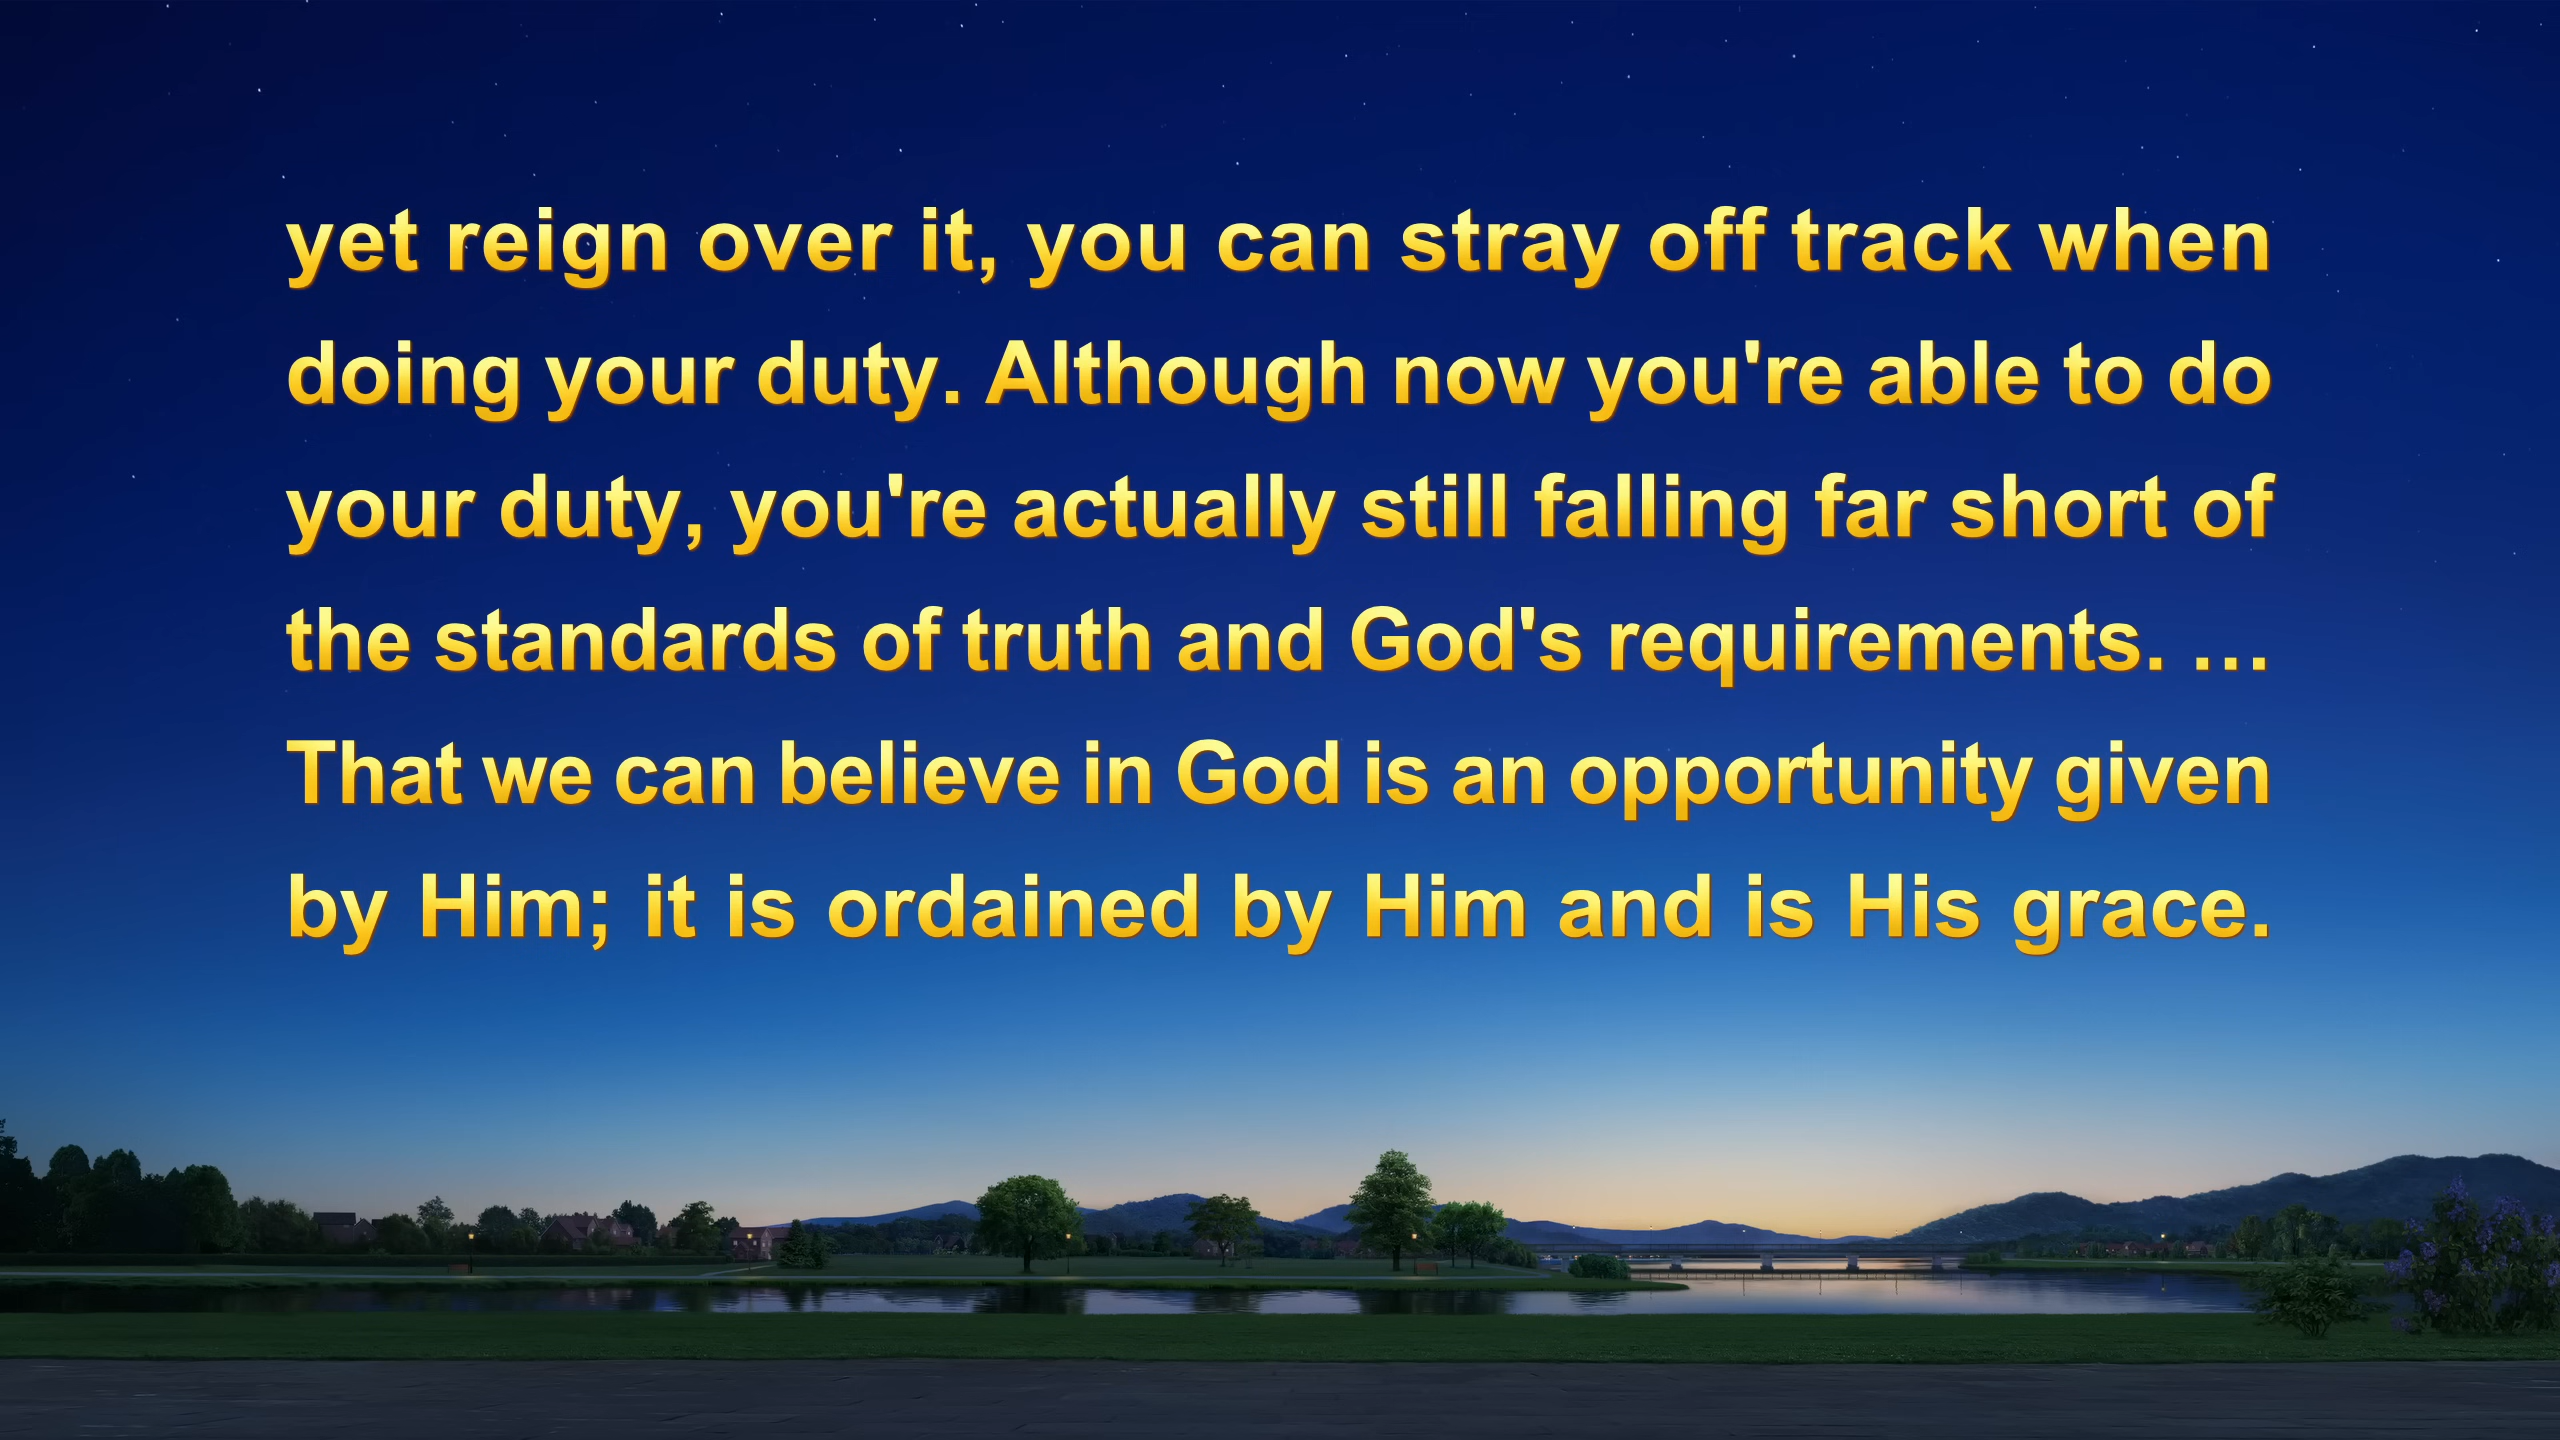 yet reign over it, you can stray off track when
doing your duty. Although now you're able to do
your duty, you're actually still falling far short of
the standards of truth and God's requirements. …
That we can believe in God is an opportunity given
by Him; it is ordained by Him and is His grace.